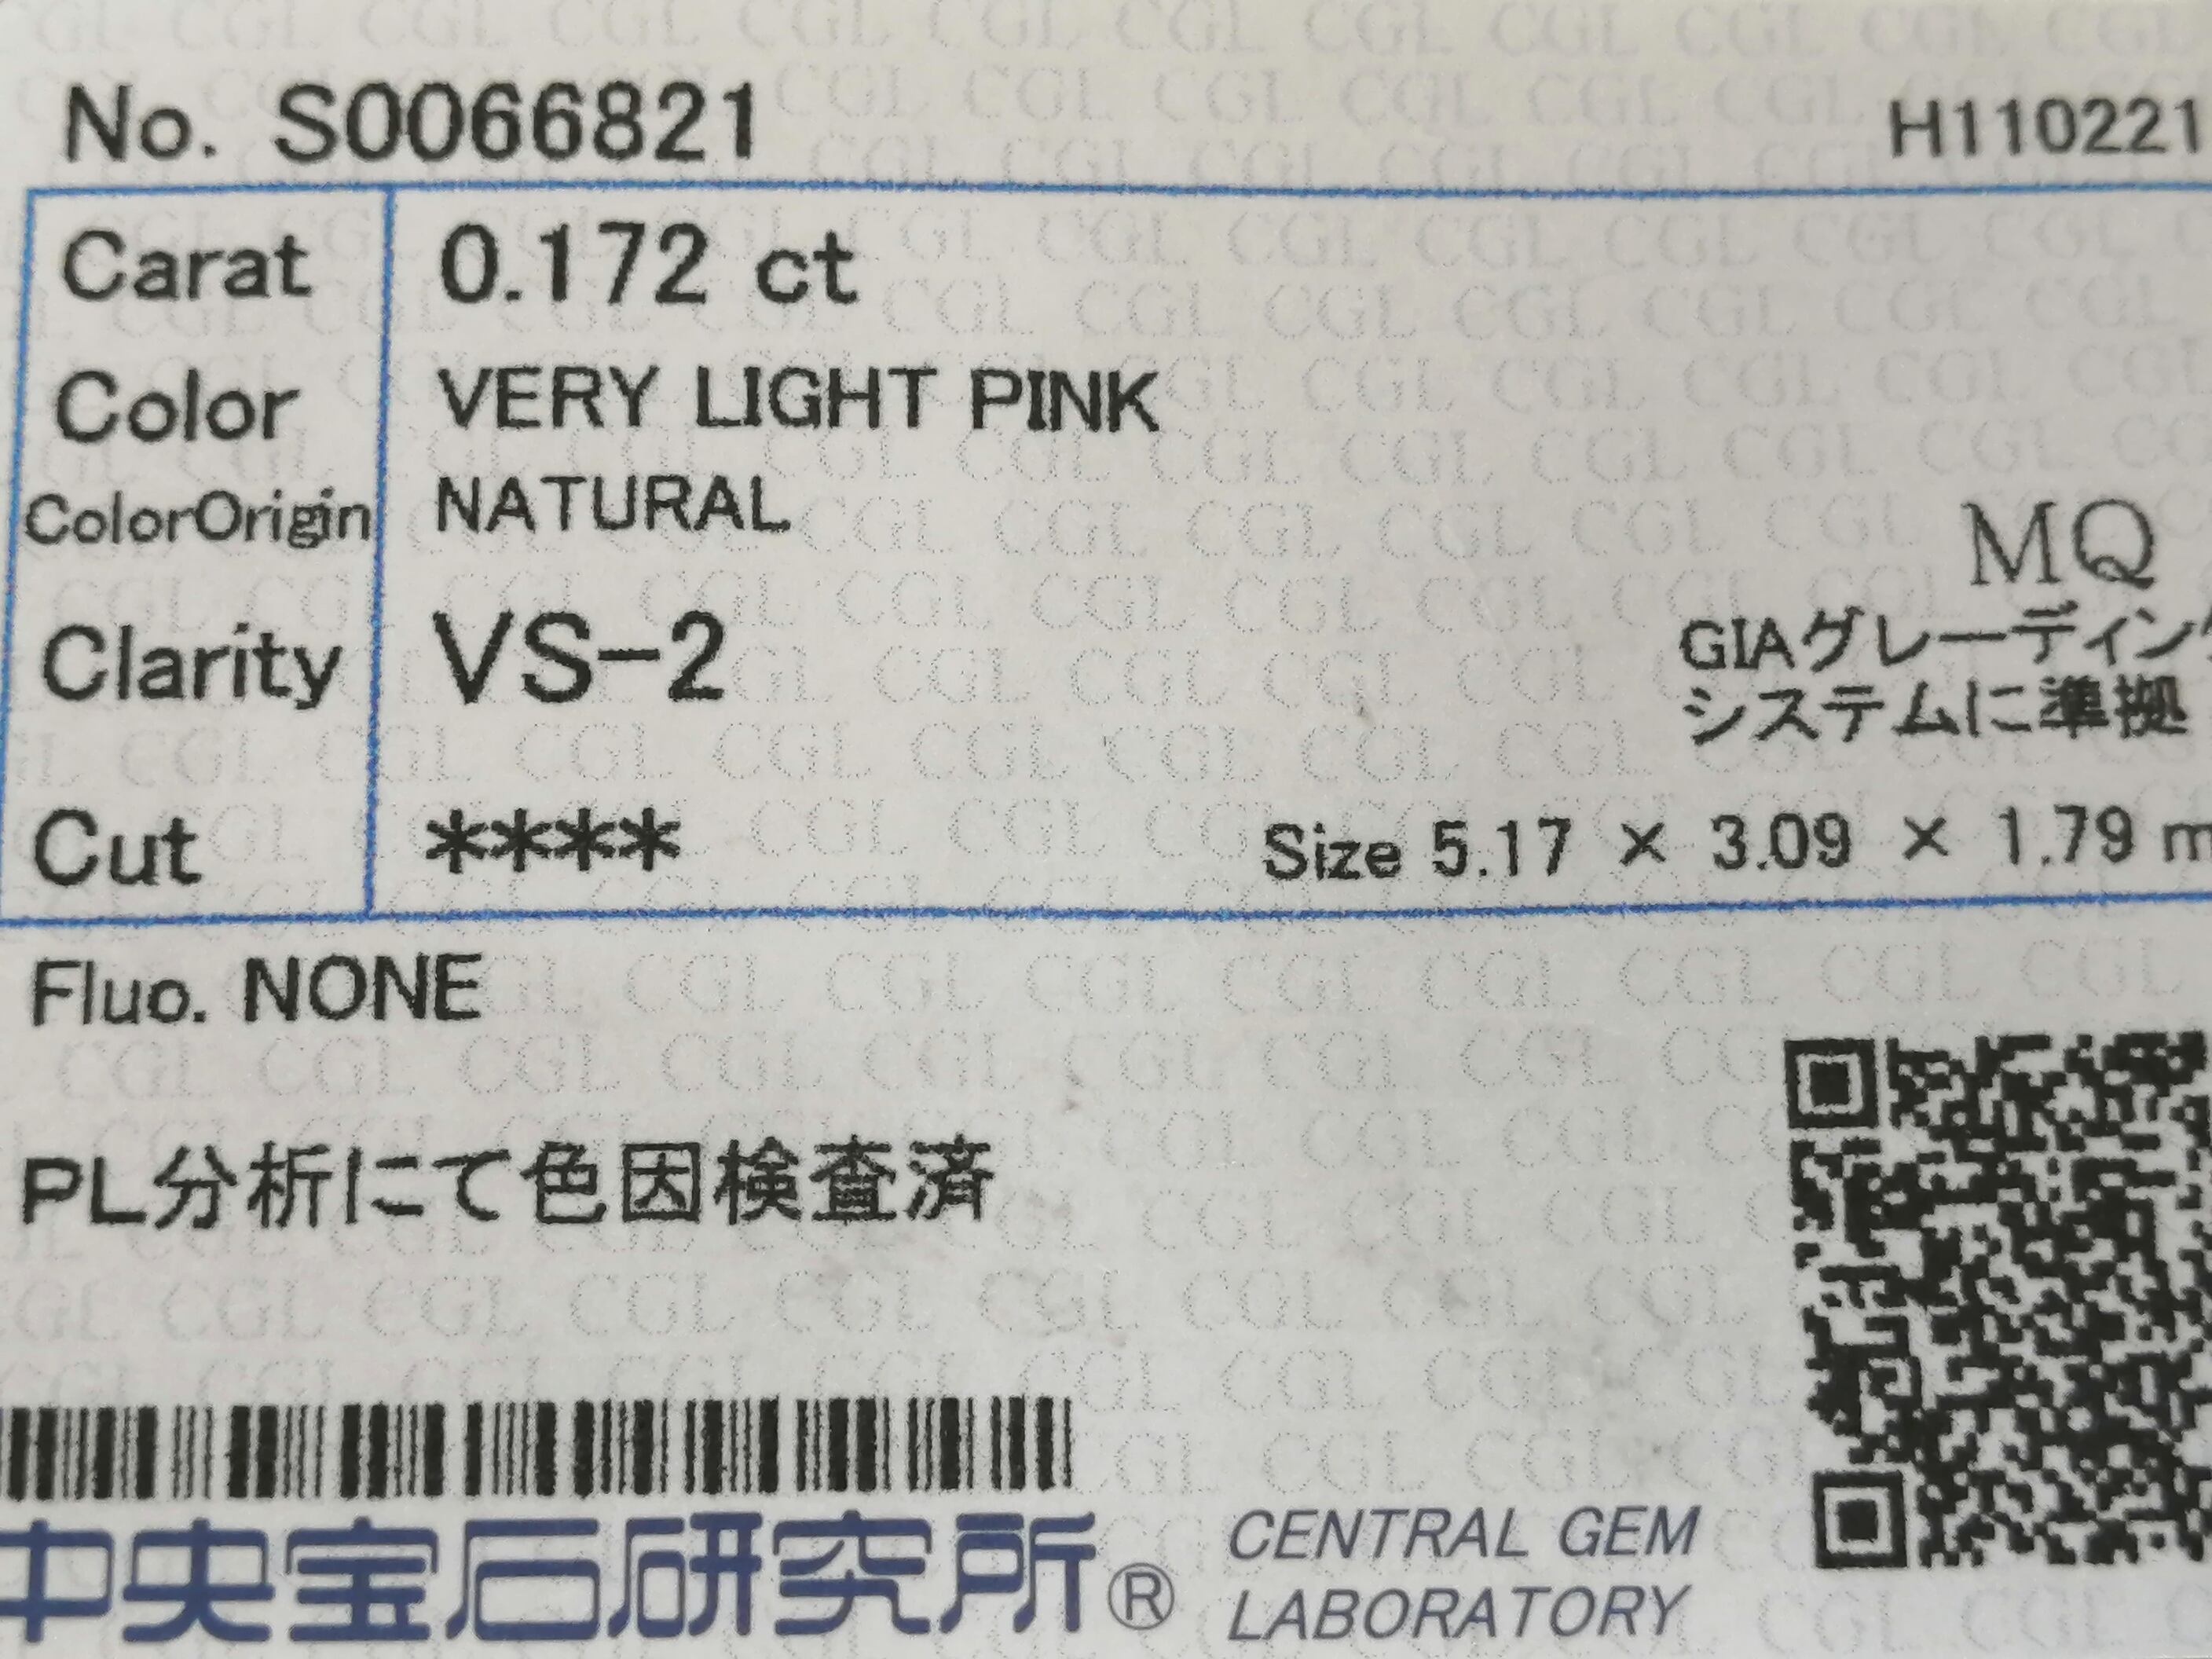 No. S0066821
H110221
Carat 0.172 ct
Color VERY LIGHT PINK
ColorOrigin NATURAL
MQ
Clarity VS-2
GIAグレーディング
システムに準拠
Cut ****
Size 5.17 × 3.09 × 1.79 m
Fluo. NONE
PL分析にて色因検査済
中央宝石研究所®
CENTRAL GEM
LABORATORY